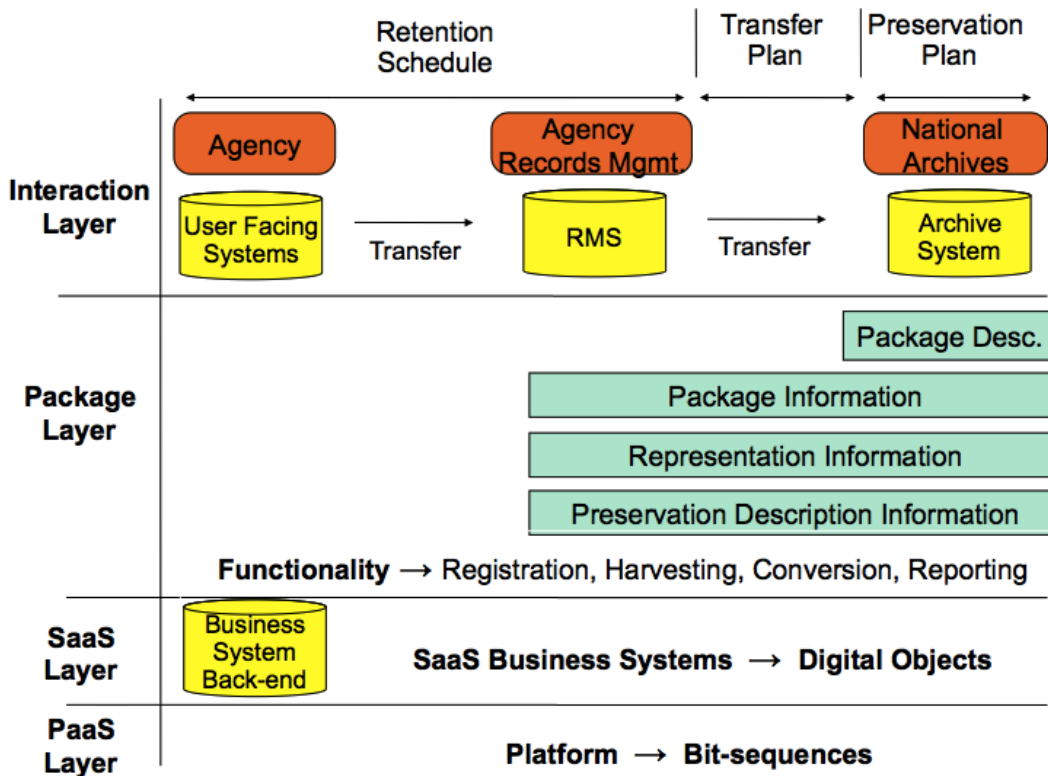 Retention
Schedule
Transfer
Plan
Preservation
Plan
Agency
Agency
Records Mgmt.
National
Archives
Interaction
Layer
User Facing
Systems
Transfer
RMS
Transfer
Archive
System
Package Desc.
Package
Layer
Package Information
Representation Information
Preservation Description Information
Functionality → Registration, Harvesting, Conversion, Reporting
SaaS
Layer
Business
System
Back-end
SaaS Business Systems → Digital Objects
PaaS
Layer
Platform → Bit-sequences